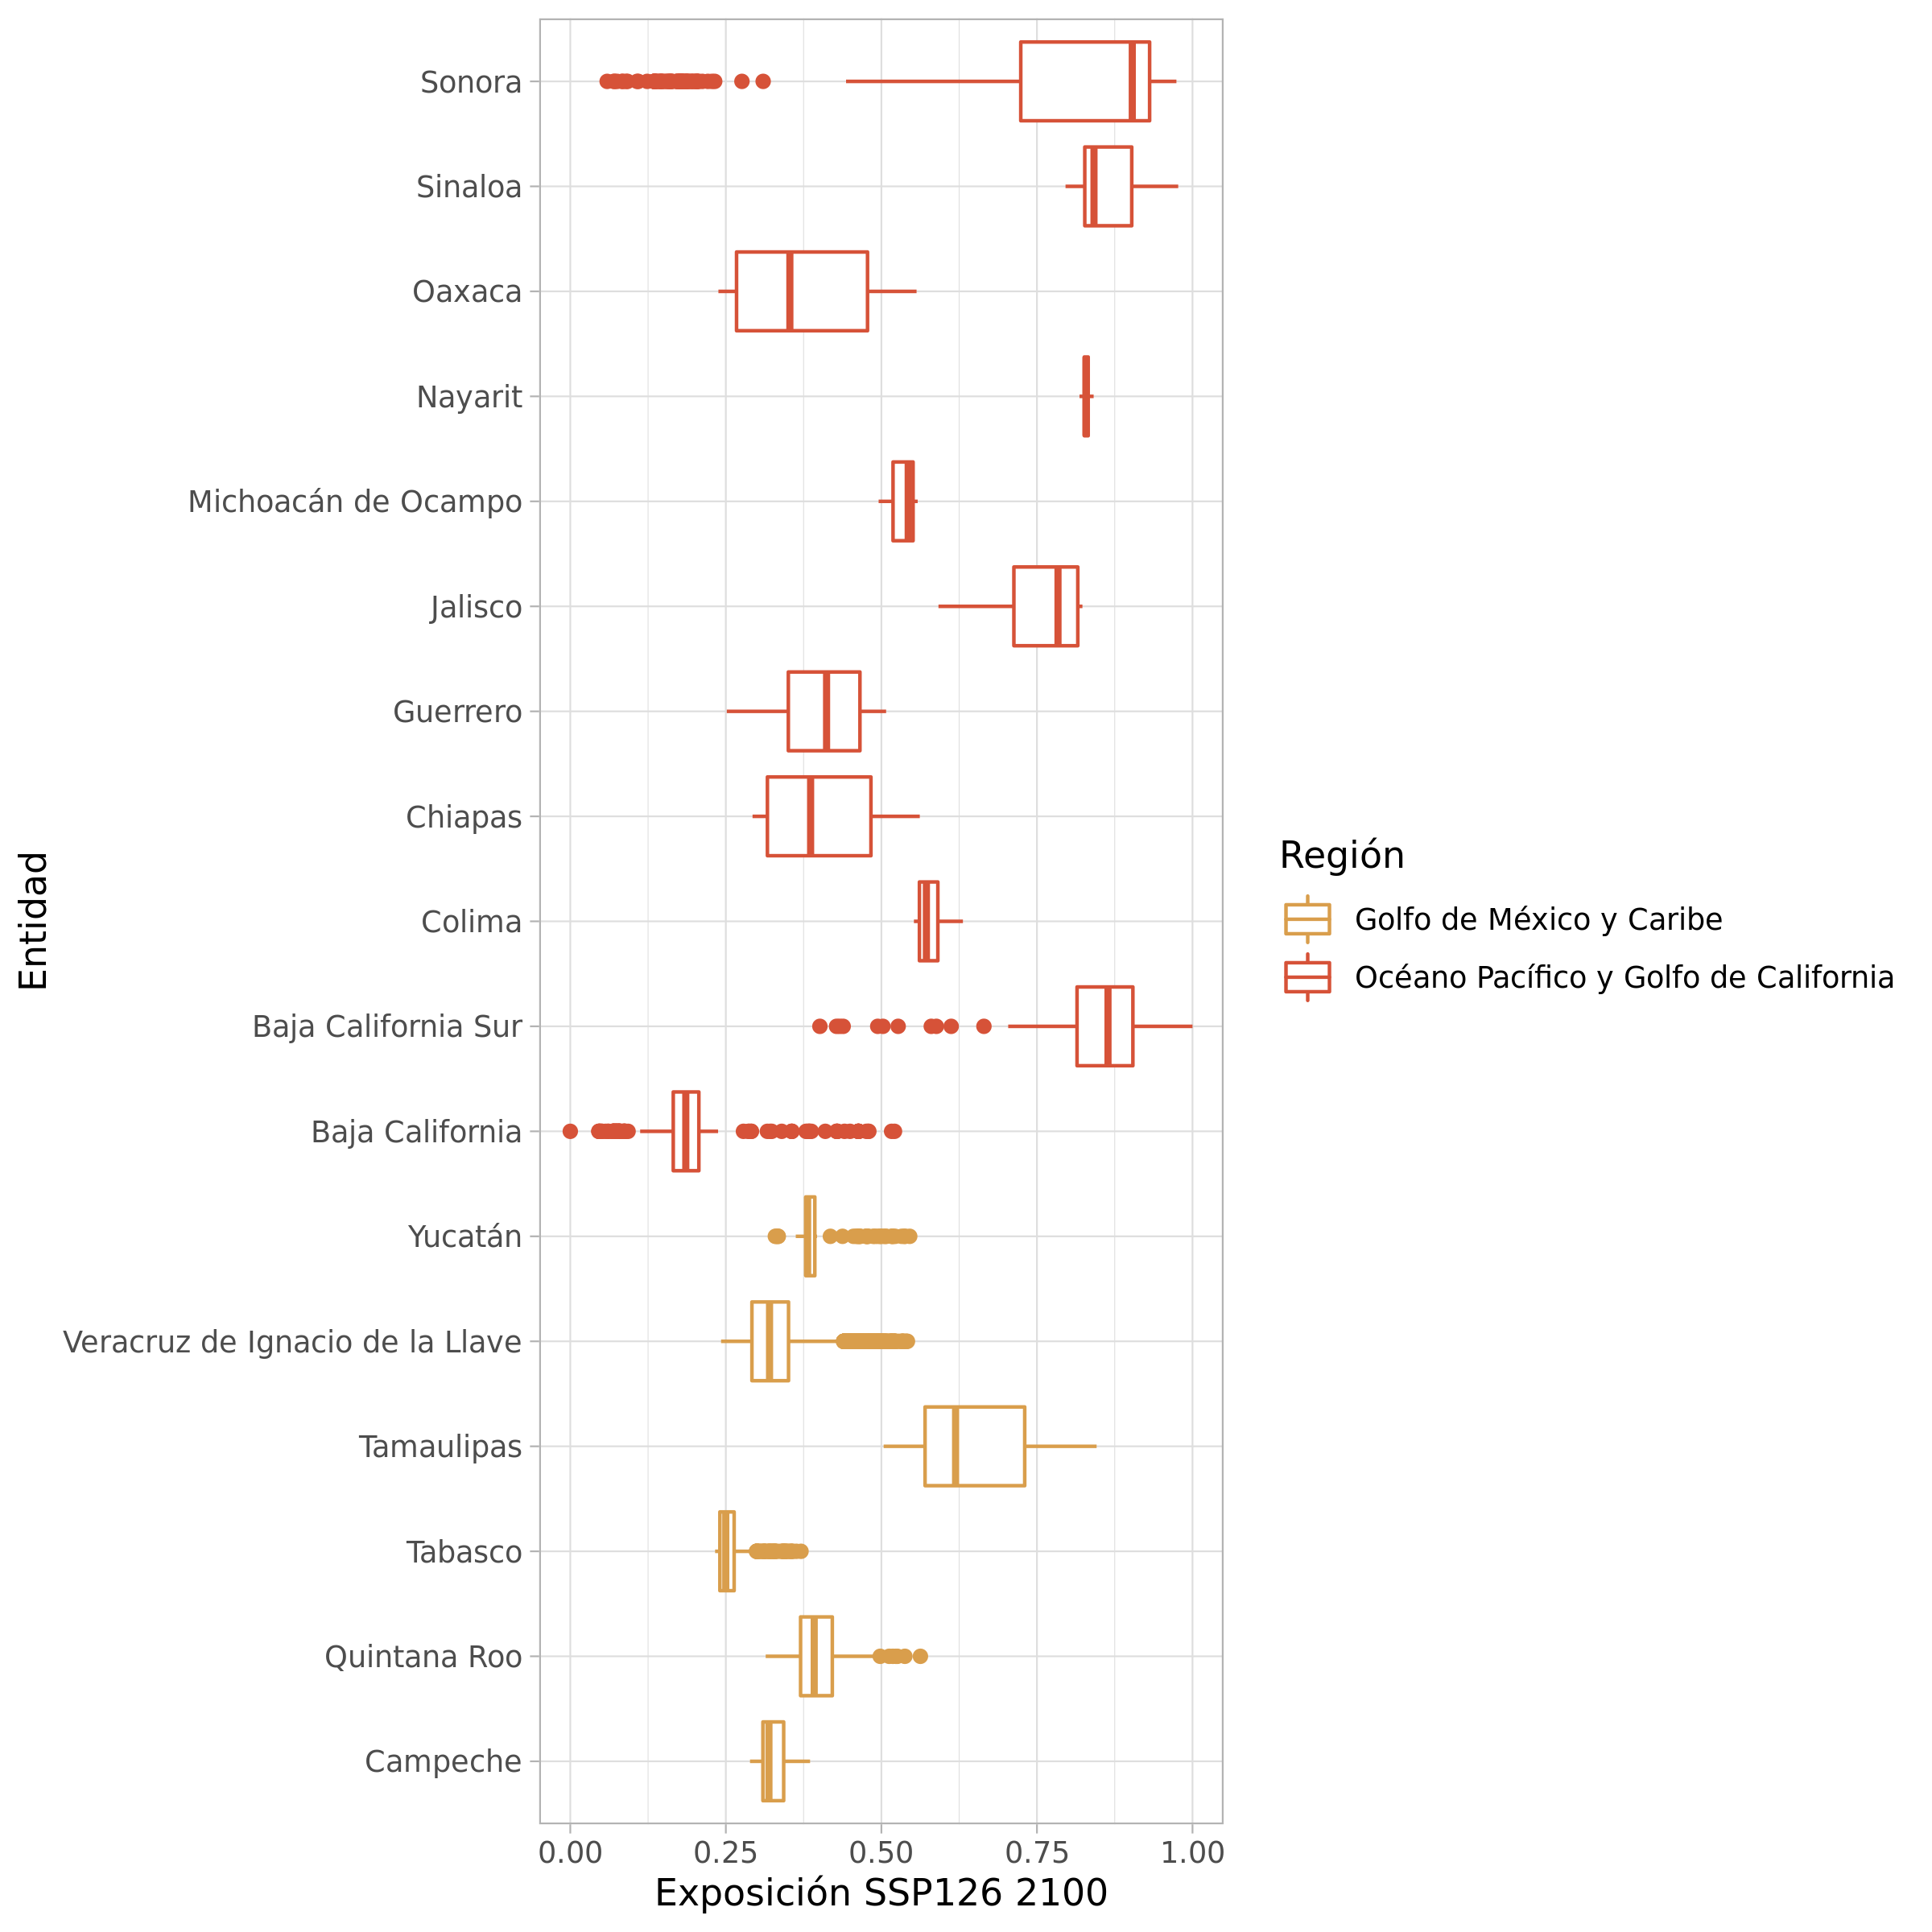 Sonora
Sinaloa
Oaxaca
Nayarit
Michoacán de Ocampo
Jalisco
Guerrero
Chiapas
Colima
Baja California Sur
Baja California
Yucatán
Veracruz de Ignacio de la Llave
Tamaulipas
Tabasco
Quintana Roo
Campeche
Entidad
0.00 0.25 0.50 0.75 1.00
Exposición SSP126 2100
Región
Golfo de México y Caribe
Océano Pacífico y Golfo de California